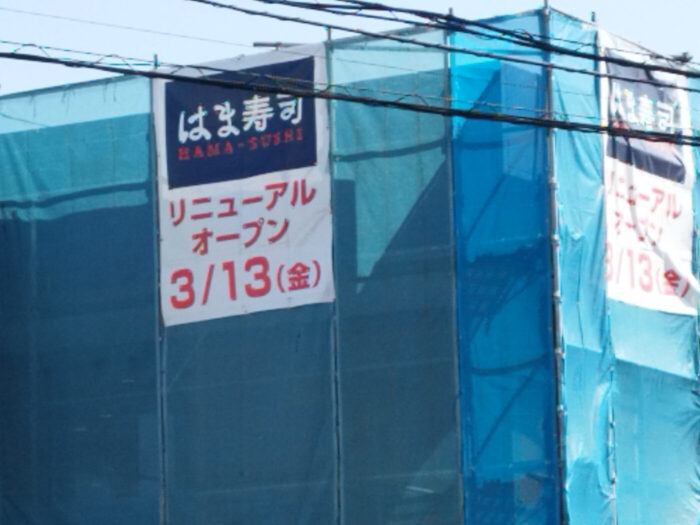 はま寿司
HAMA-SUSHI
リニューアル
オープン
3/13(金)
はま寿司
リニューアル
オープン
3/13(金)